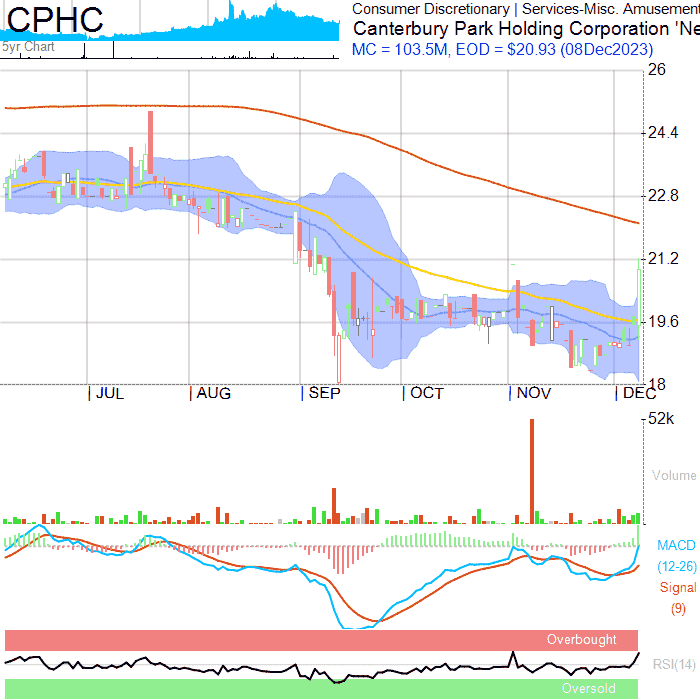 CPHC
5yr Chart
Consumer Discretionary | Services-Misc. Amusement
Canterbury Park Holding Corporation 'Ne
MC = 103.5M, EOD = $20.93 (08Dec2023)
26
24.4
22.8
21.2
19.6
18
JUL AUG SEP OCT NOV DEC
52k
Volume
MACD
(12-26)
Signal
(9)
Overbought
RSI(14)
Oversold